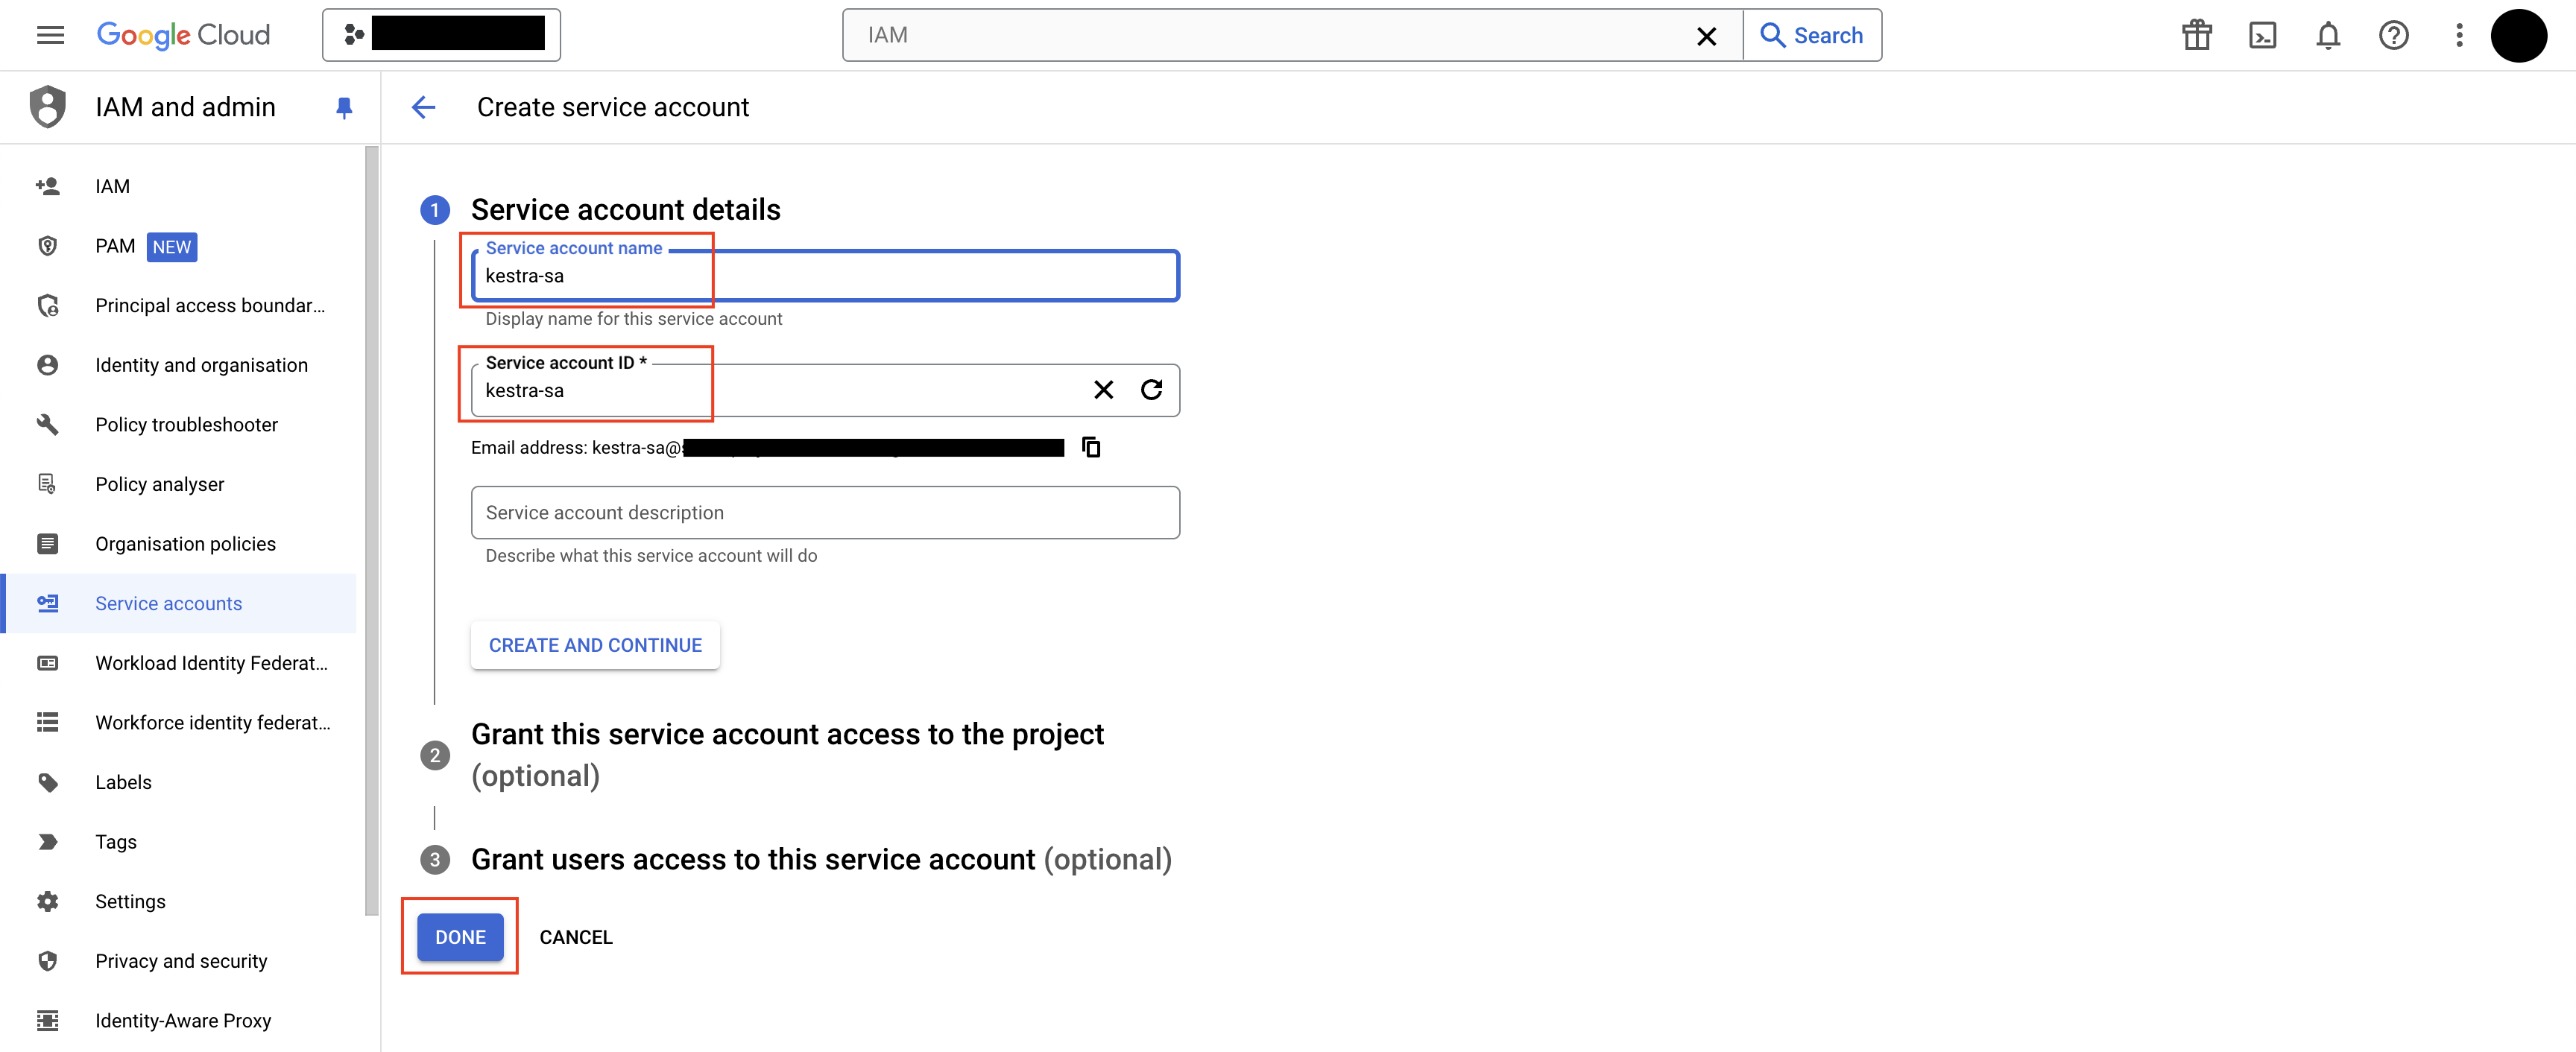 Google Cloud
IAM
Search
IAM and admin
Create service account
IAM
PAM NEW
Principal access boundar...
Identity and organisation
Policy troubleshooter
Policy analyser
Organisation policies
Service accounts
Workload Identity Federat...
Workforce identity federat...
Labels
Tags
Settings
Privacy and security
Identity-Aware Proxy
1 Service account details
Service account name
kestra-sa
Display name for this service account
Service account ID *
kestra-sa
Email address: kestra-sa@
Service account description
Describe what this service account will do
CREATE AND CONTINUE
2 Grant this service account access to the project
(optional)
3 Grant users access to this service account (optional)
DONE CANCEL